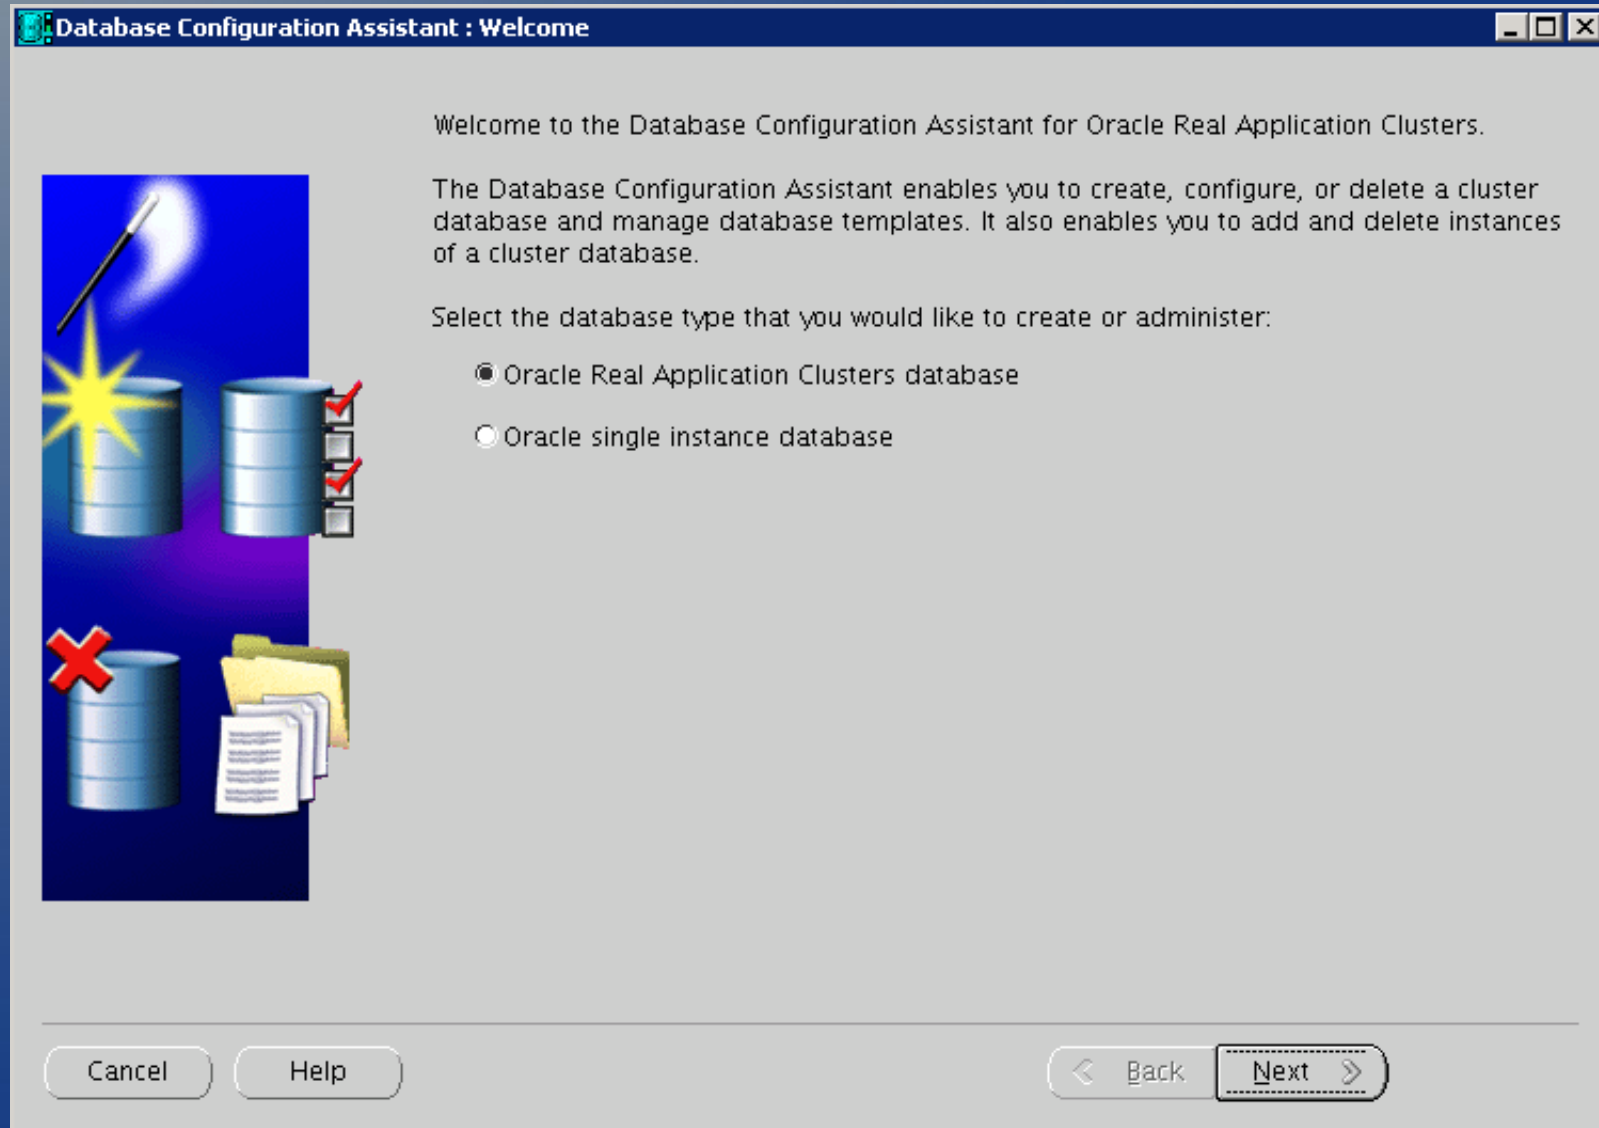 Database Configuration Assistant : Welcome
Welcome to the Database Configuration Assistant for Oracle Real Application Clusters.
The Database Configuration Assistant enables you to create, configure, or delete a cluster
database and manage database templates. It also enables you to add and delete instances
of a cluster database.
Select the database type that you would like to create or administer:
Oracle Real Application Clusters database
Oracle single instance database
Cancel
Help
Back
Next